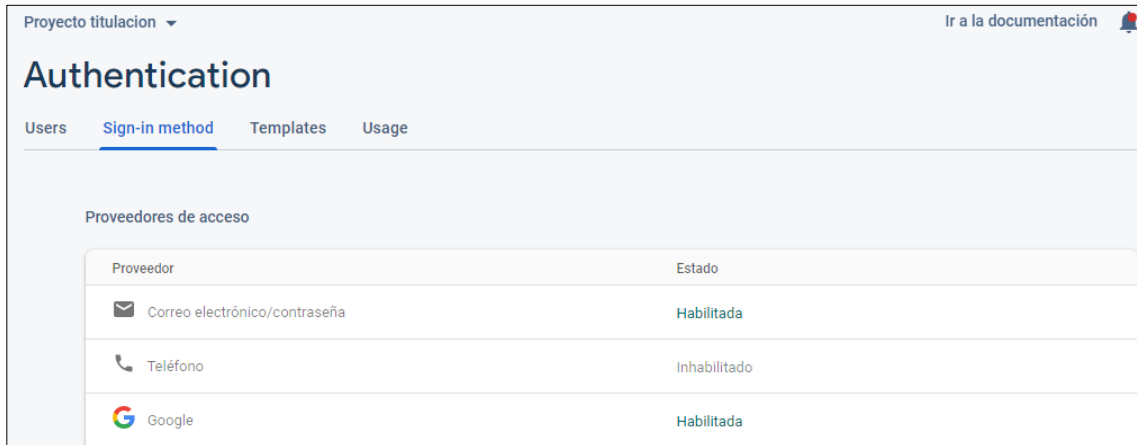 Proyecto titulacion Ir a la documentación
Authentication
Users Sign-in method Templates Usage
Proveedores de acceso
Proveedor Estado
Correo electrónico/contraseña Habilitada
Teléfono Inhabilitado
Google Habilitada